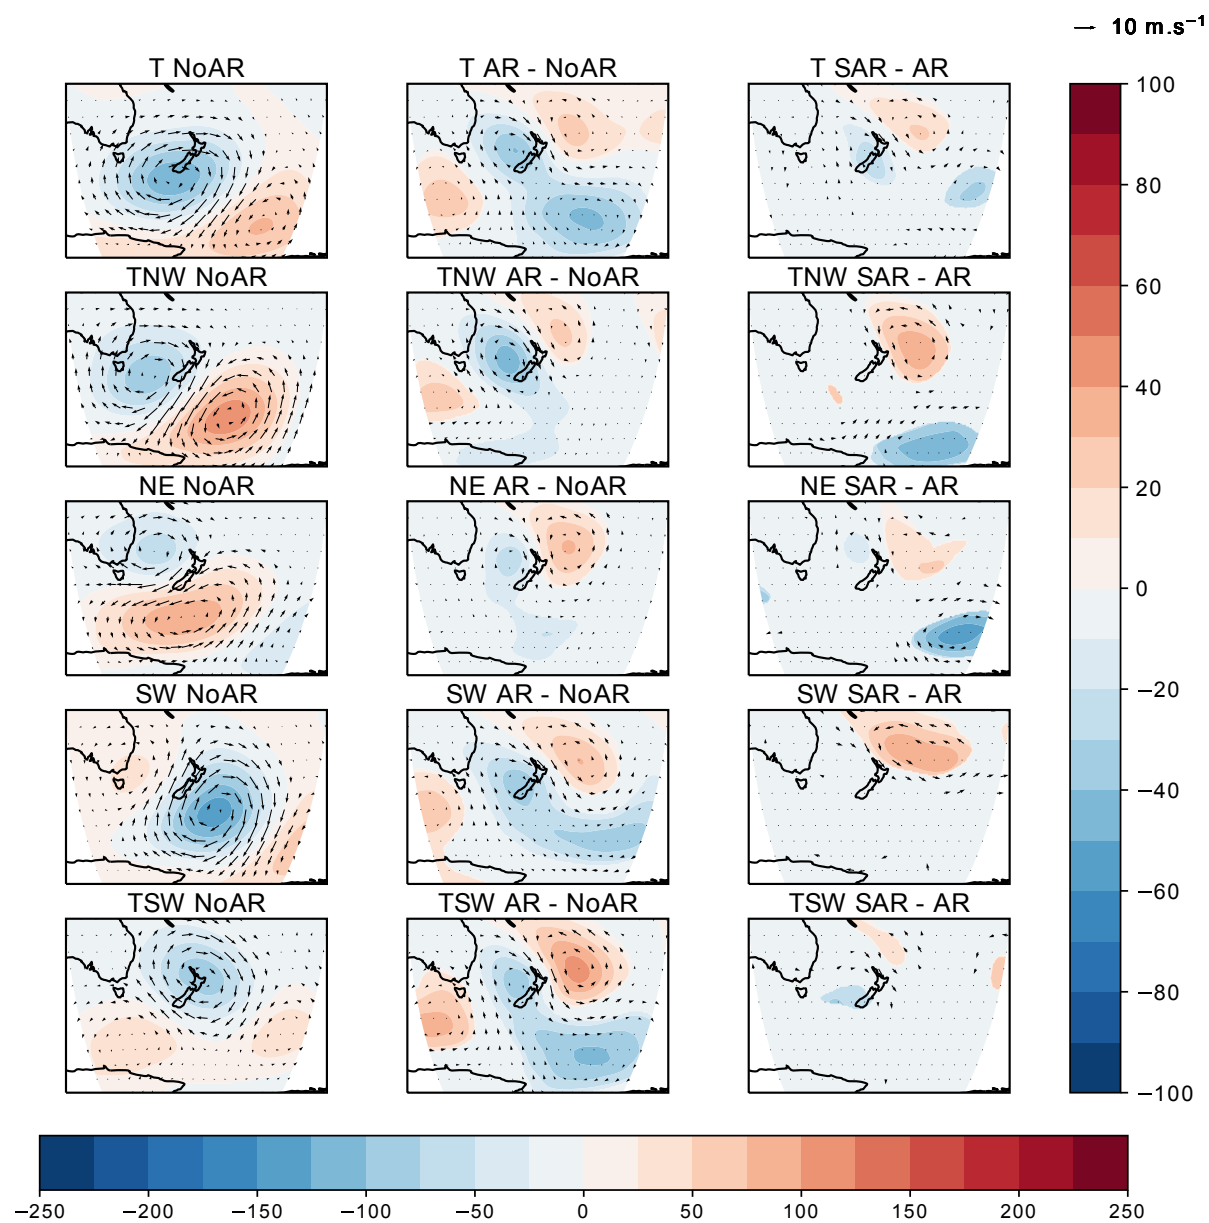 10 m.s⁻¹
T NoAR T AR - NoAR T SAR - AR
TNW NoAR TNW AR - NoAR TNW SAR - AR
NE NoAR NE AR - NoAR NE SAR - AR
SW NoAR SW AR - NoAR SW SAR - AR
TSW NoAR TSW AR - NoAR TSW SAR - AR
100
80
60
40
20
0
−20
−40
−60
−80
−100
−250 −200 −150 −100 −50 0 50 100 150 200 250